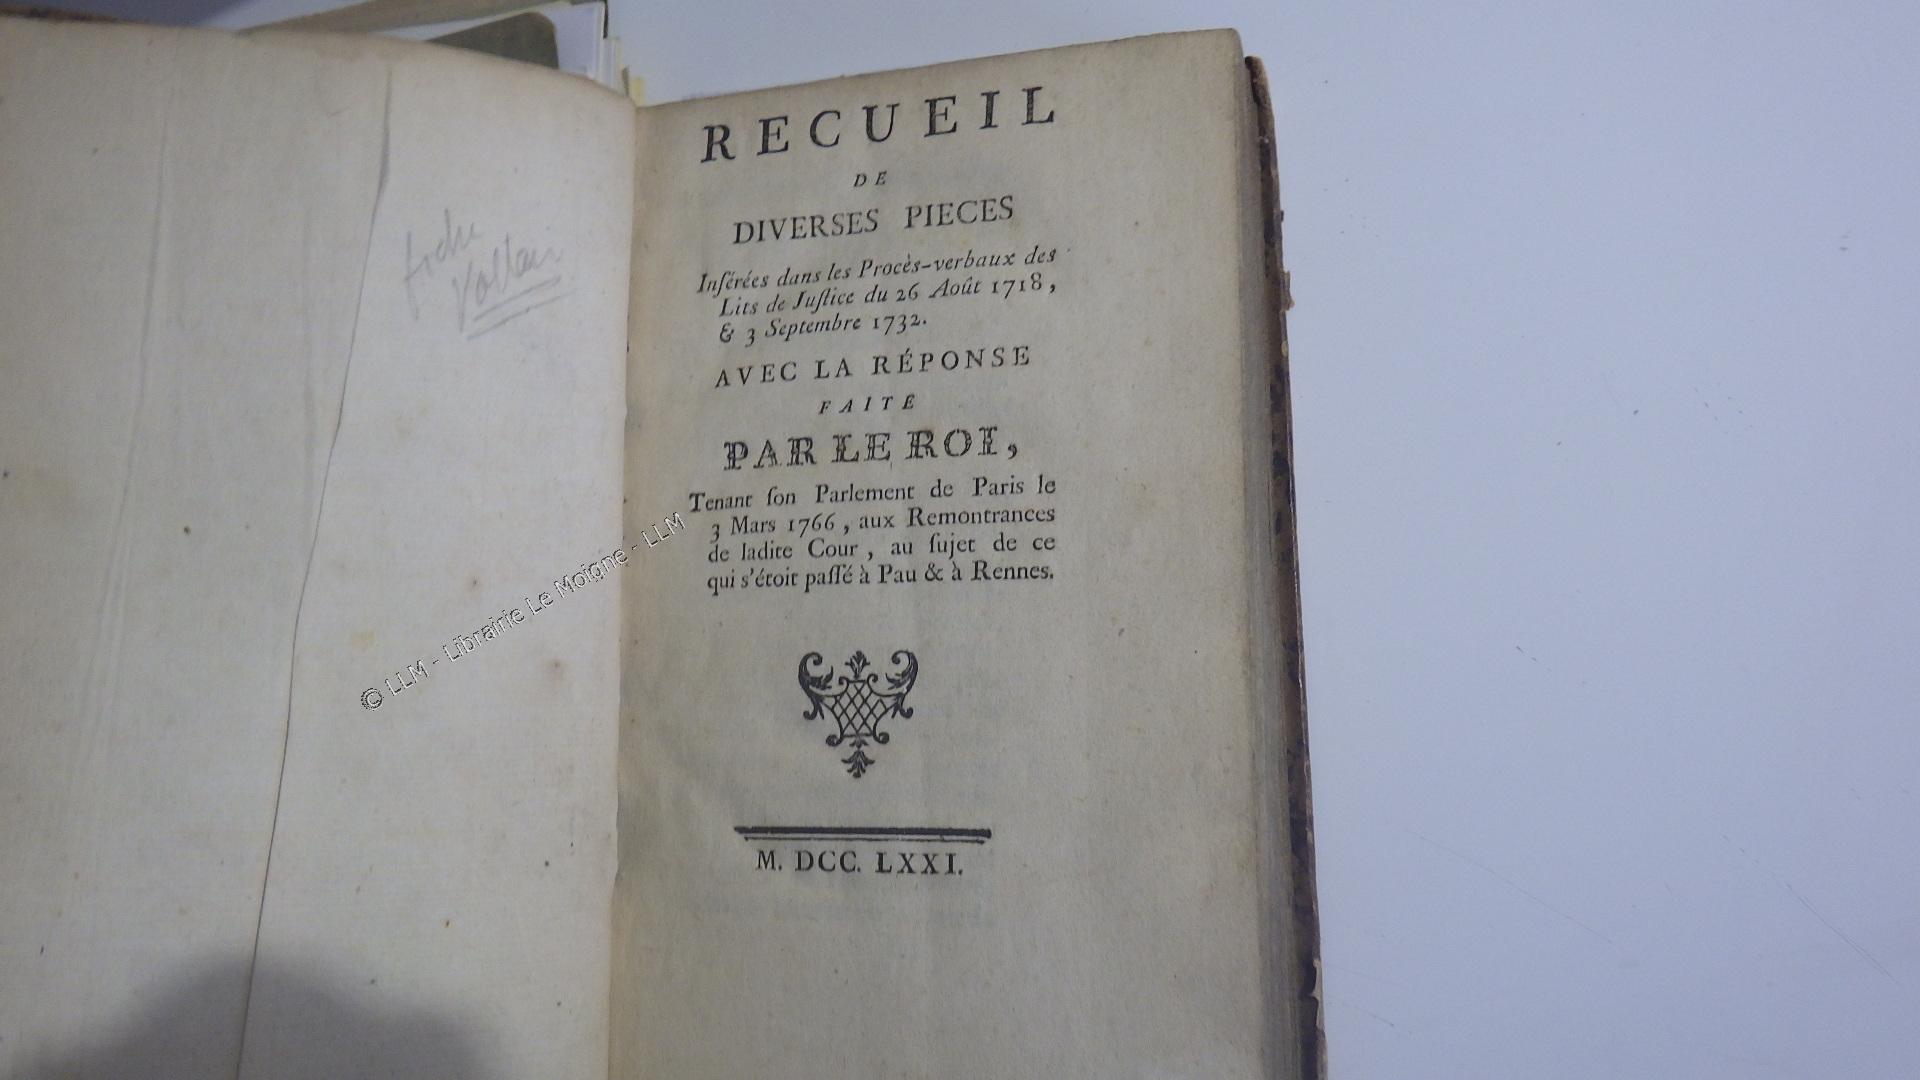 RECUEIL
DE
DIVERSES PIECES
Inſérées dans les Procès-verbaux des
Lits de Juſtice du 26 Août 1718,
& 3 Septembre 1732.
AVEC LA RÉPONSE
FAITE
PAR LE ROI,
Tenant ſon Parlement de Paris le
3 Mars 1766, aux Remontrances
de ladite Cour, au ſujet de ce
qui s'étoit paſſé à Pau & à Rennes.
M. DCC. LXXI.
© LLM - Librairie Le Moigne - LLM